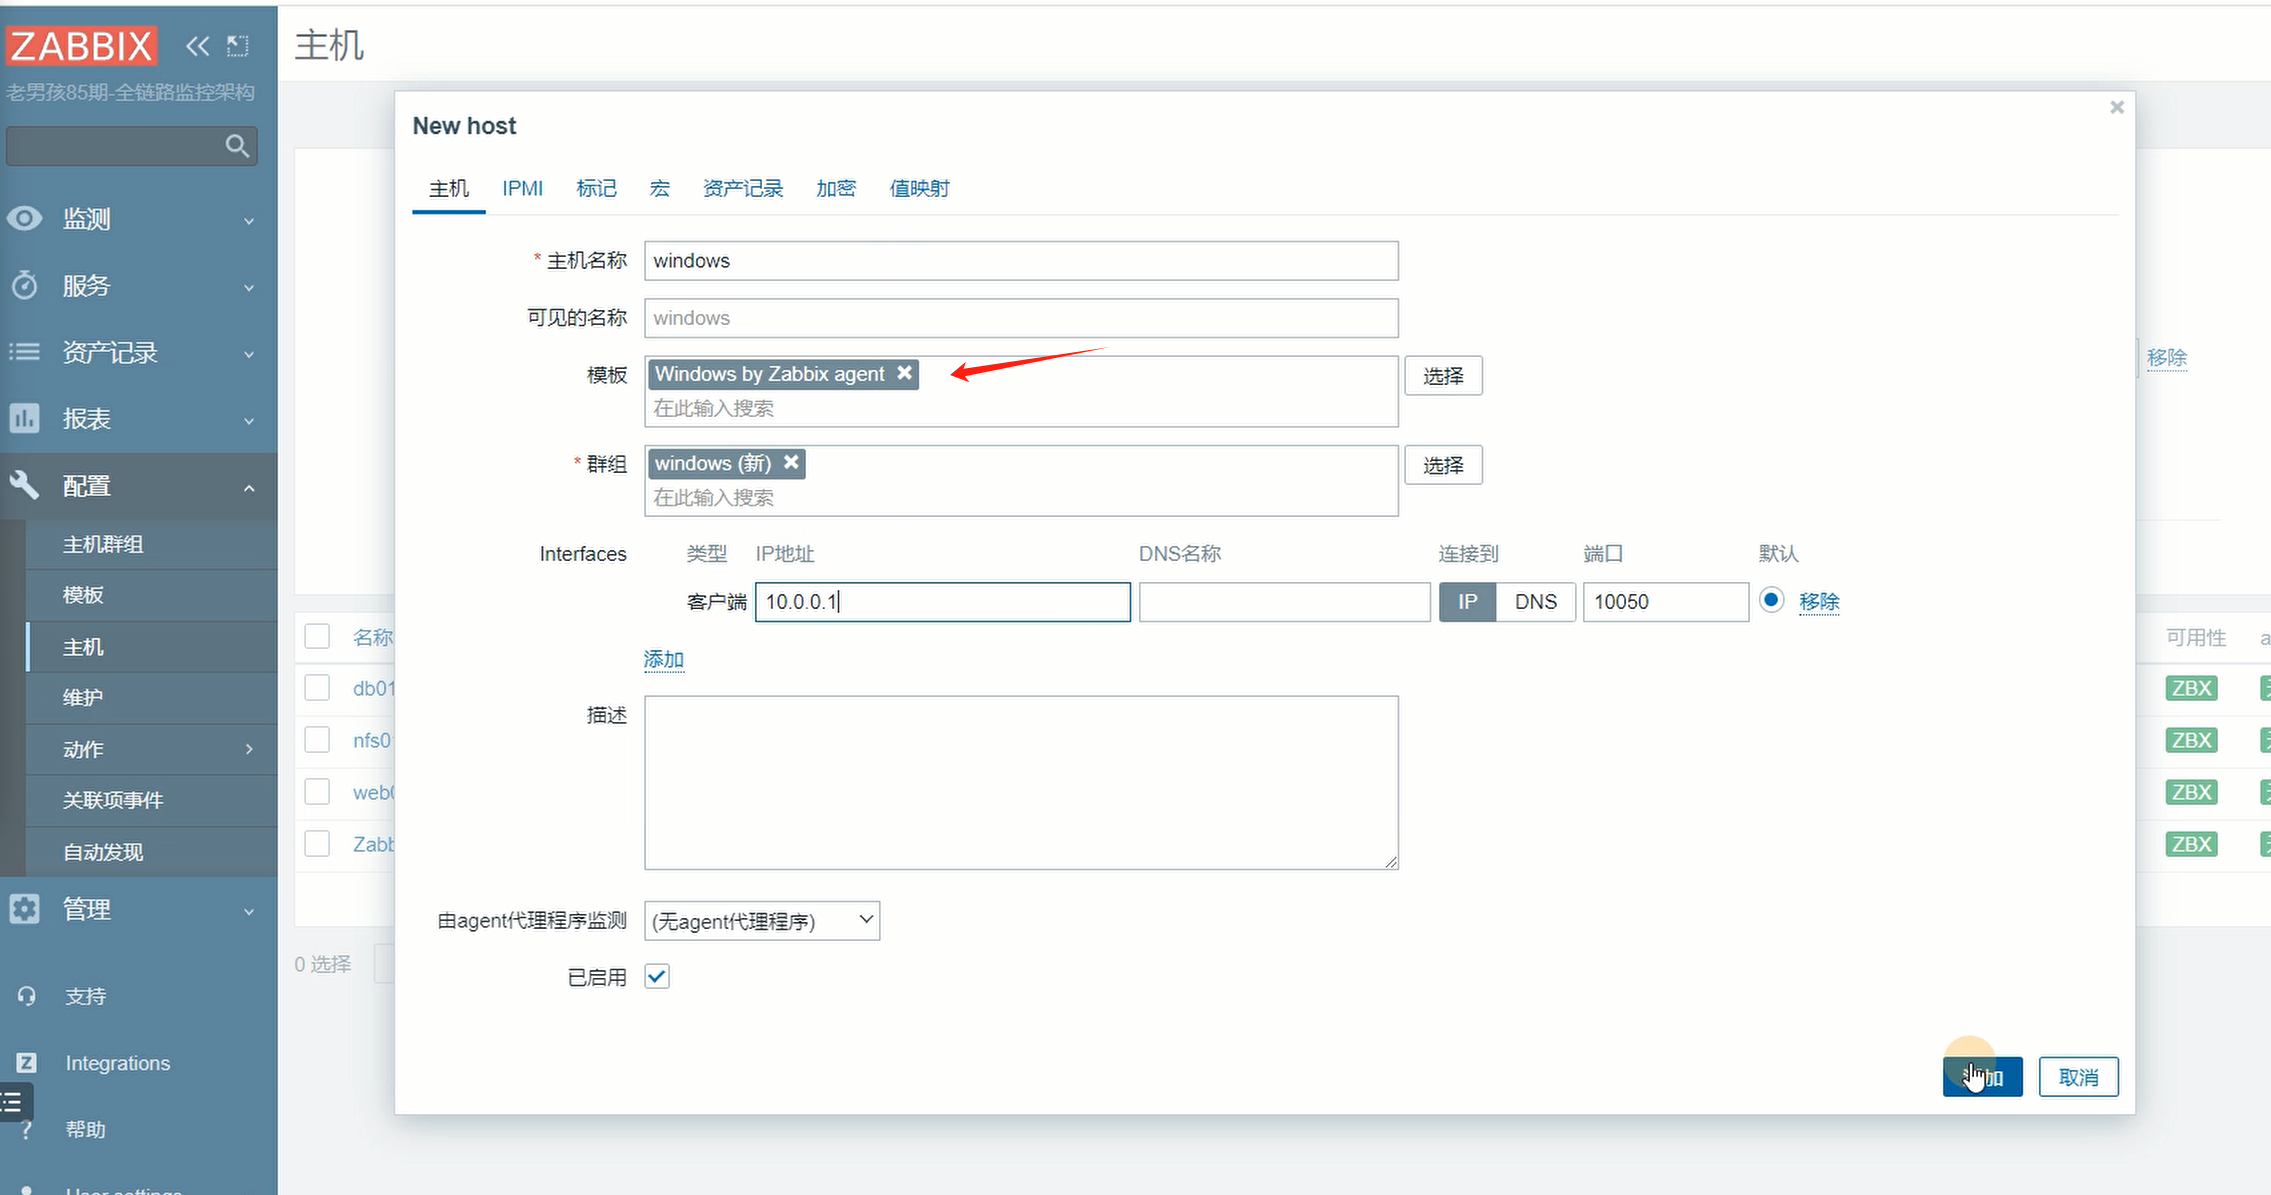 ZABBIX
老男孩85期-全链路监控架构
监测
服务
资产记录
报表
配置
主机群组
模板
主机
维护
动作
关联项事件
自动发现
管理
支持
Integrations
帮助
主机
New host
主机 IPMI 标记 宏 资产记录 加密 值映射
* 主机名称 windows
可见的名称 windows
模板 Windows by Zabbix agent 选择
在此输入搜索
* 群组 windows (新) 选择
在此输入搜索
Interfaces 类型 IP地址 DNS名称 连接到 端口 默认
客户端 10.0.0.1 IP DNS 10050 移除
添加
描述
由agent代理程序监测 (无agent代理程序)
已启用
加 取消
移除
名称 可用性 a
db01 ZBX
nfs0 ZBX
web ZBX
Zabb ZBX
0 选择